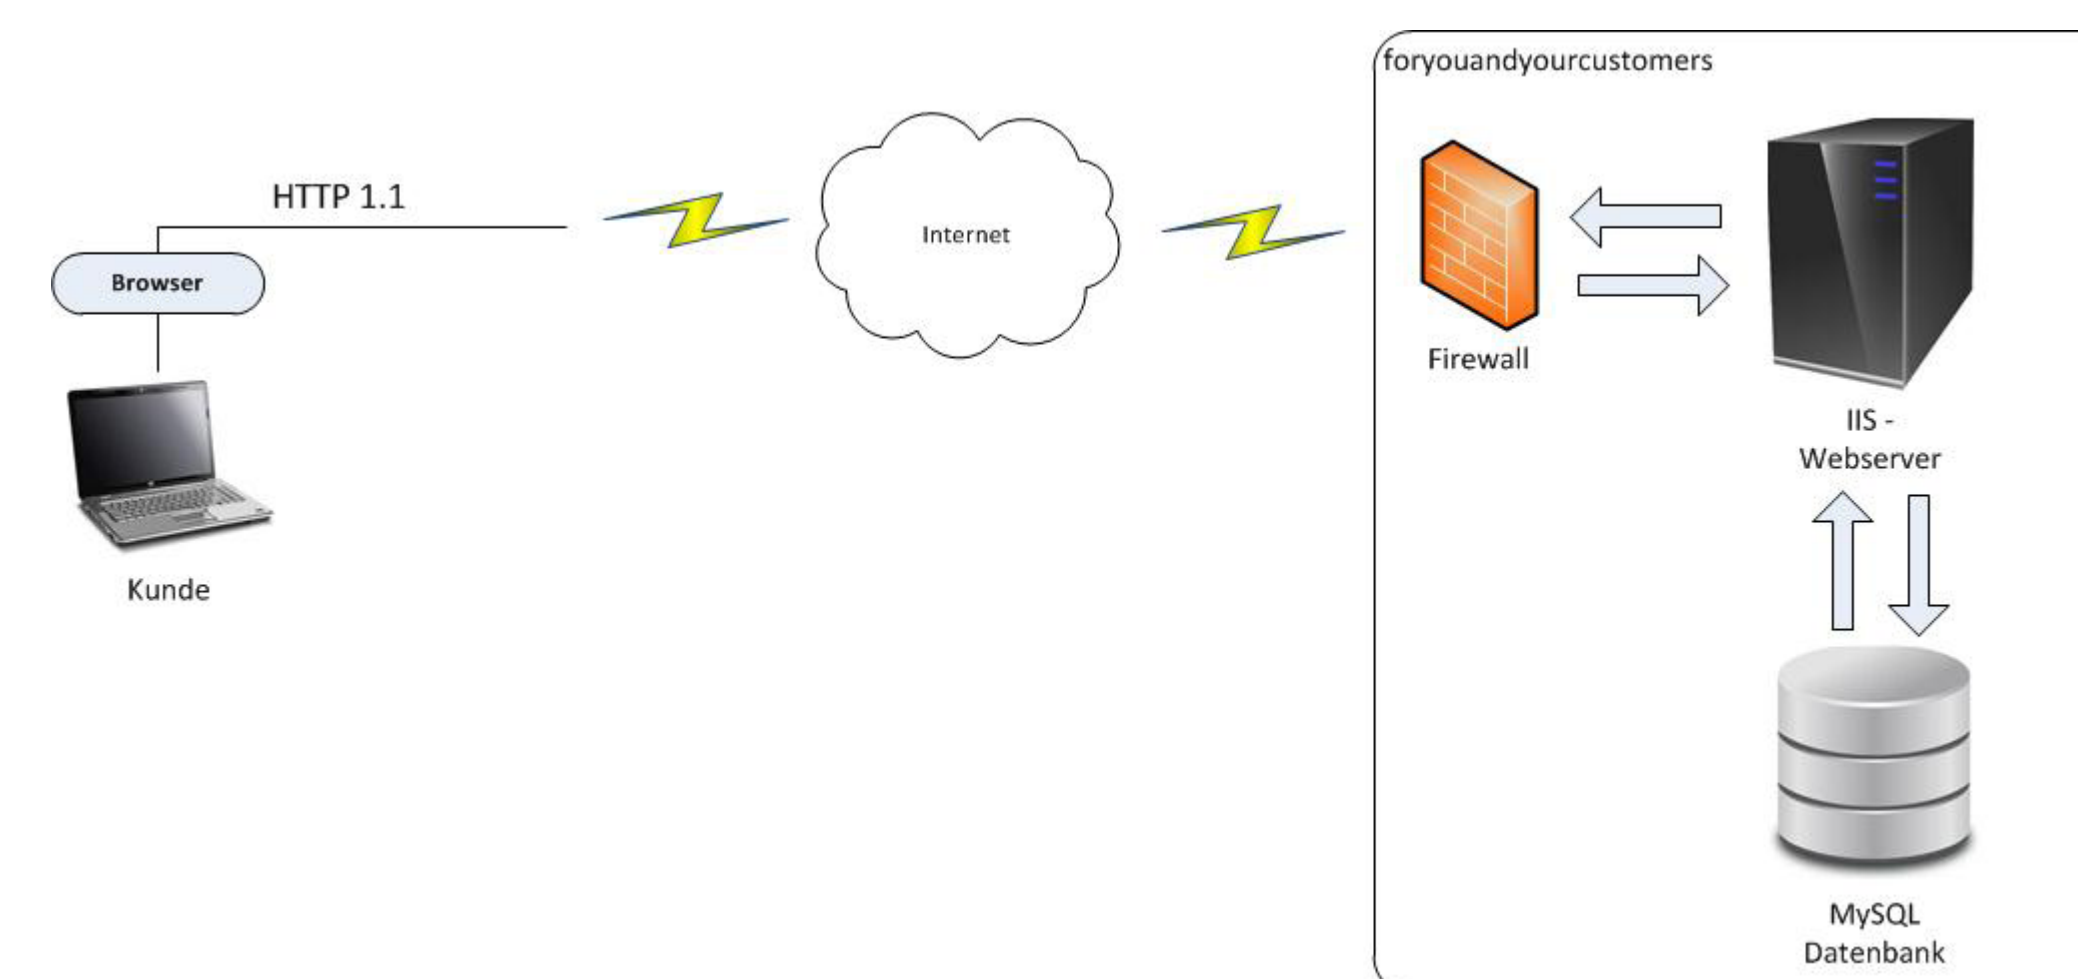 foryouandyourcustomers
HTTP 1.1
Internet
Browser
Firewall
IIS -
Webserver
Kunde
MySQL
Datenbank